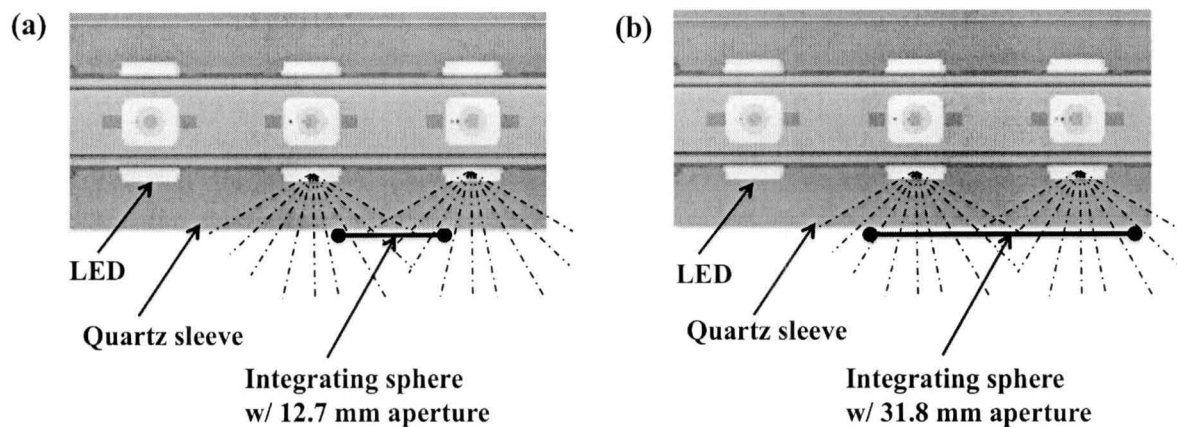 (a)
LED
Quartz sleeve
Integrating sphere
w/ 12.7 mm aperture
(b)
LED
Quartz sleeve
Integrating sphere
w/ 31.8 mm aperture